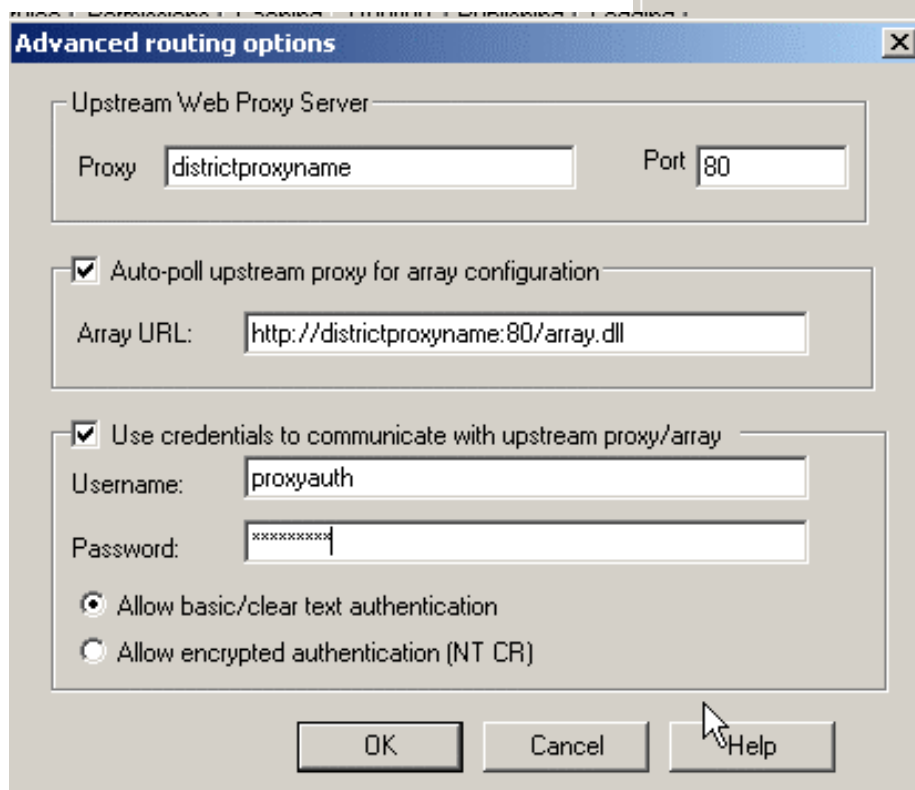 Advanced routing options
Upstream Web Proxy Server
Proxy districtproxyname Port 80
Auto-poll upstream proxy for array configuration
Array URL: http://districtproxyname:80/array.dll
Use credentials to communicate with upstream proxy/array
Username: proxyauth
Password: *********
Allow basic/clear text authentication
Allow encrypted authentication (NT CR)
OK Cancel Help